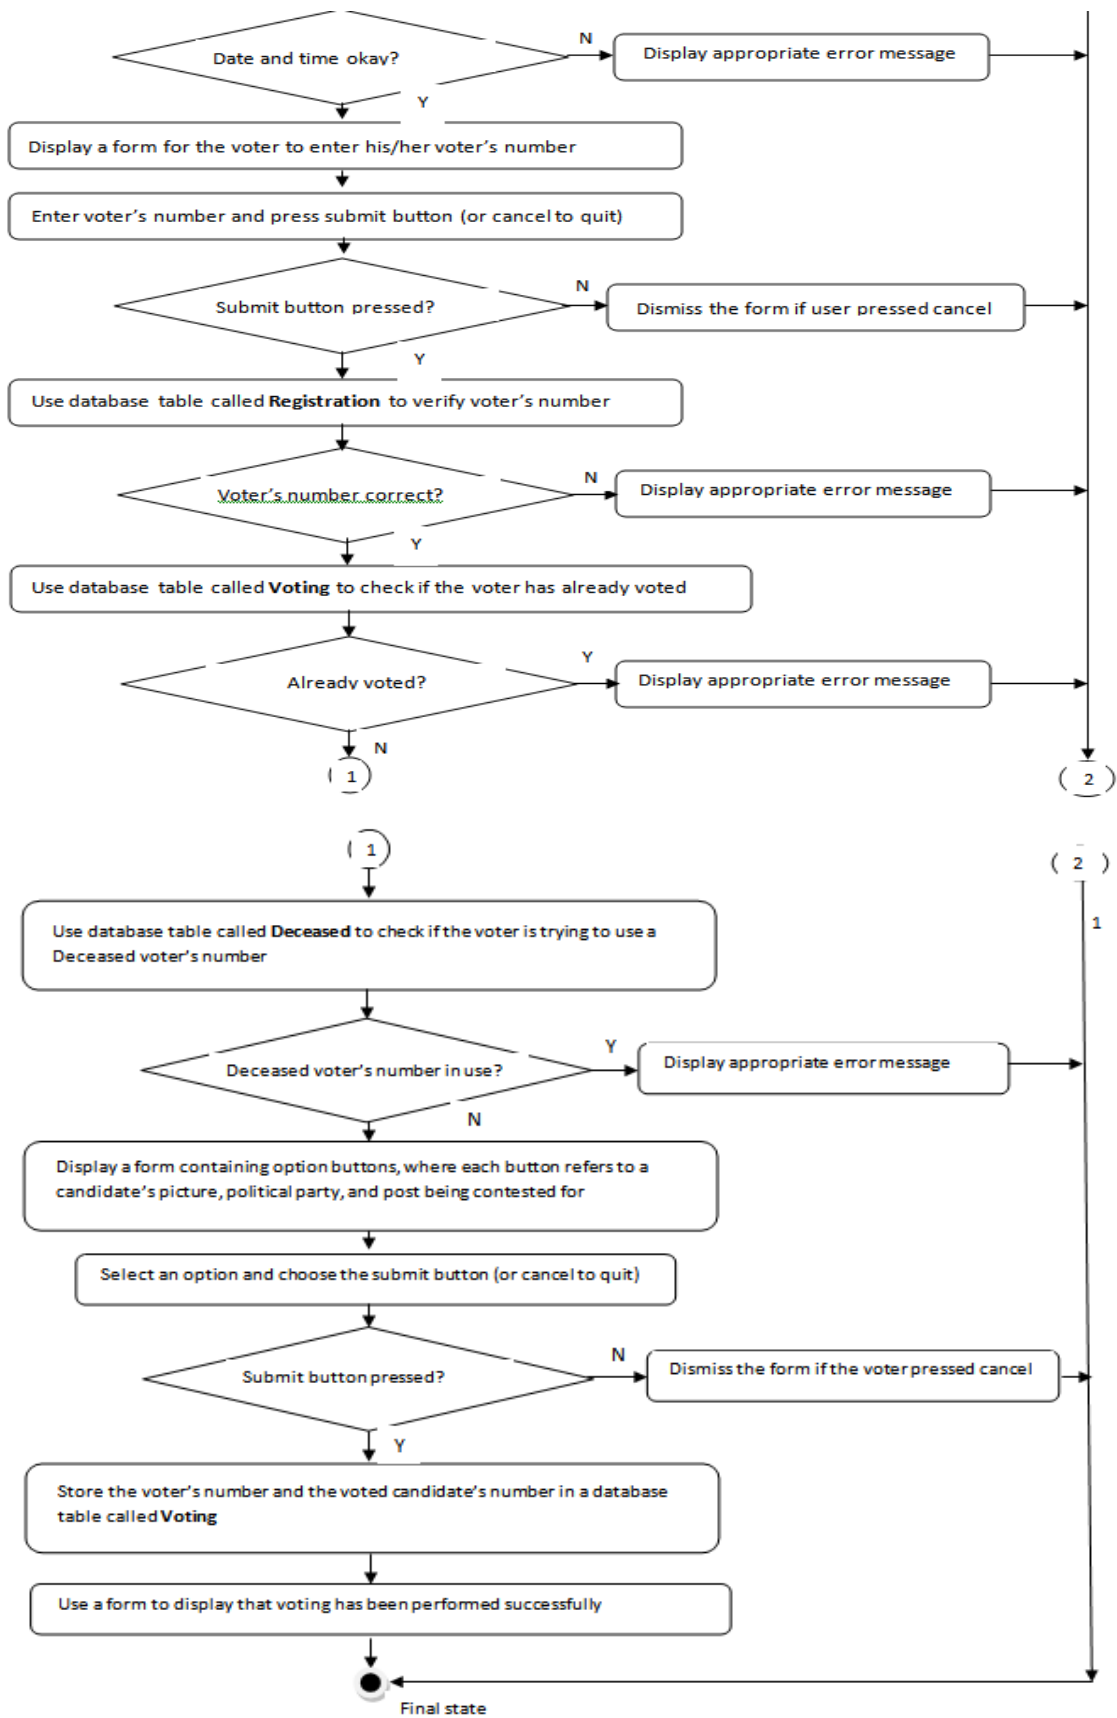 Date and time okay?
N
Display appropriate error message
Y
Display a form for the voter to enter his/her voter's number
Enter voter's number and press submit button (or cancel to quit)
Submit button pressed?
N
Dismiss the form if user pressed cancel
Y
Use database table called Registration to verify voter's number
Voter's number correct?
N
Display appropriate error message
Y
Use database table called Voting to check if the voter has already voted
Already voted?
Y
Display appropriate error message
N
1
2
1
2
1
Use database table called Deceased to check if the voter is trying to use a
Deceased voter's number
Deceased voter's number in use?
Y
Display appropriate error message
N
Display a form containing option buttons, where each button refers to a
candidate's picture, political party, and post being contested for
Select an option and choose the submit button (or cancel to quit)
Submit button pressed?
N
Dismiss the form if the voter pressed cancel
Y
Store the voter's number and the voted candidate's number in a database
table called Voting
Use a form to display that voting has been performed successfully
Final state